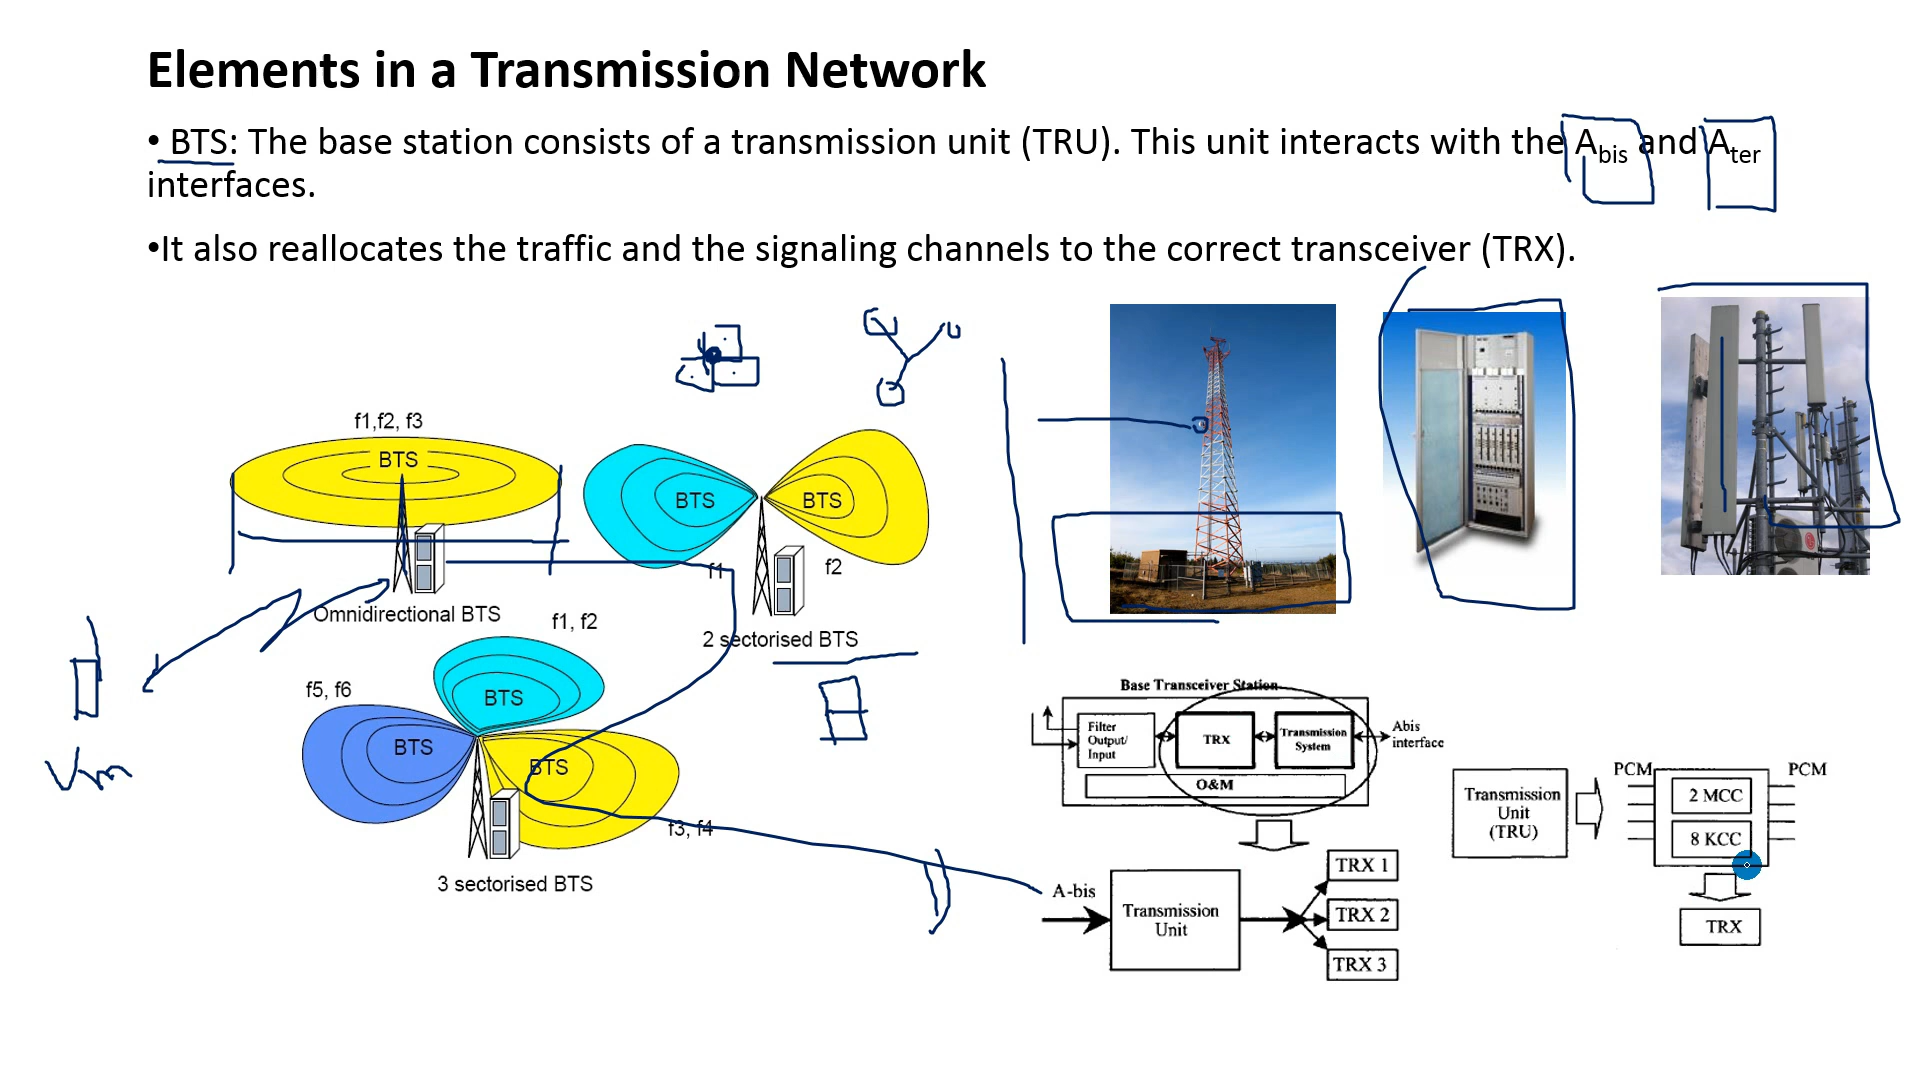 Elements in a Transmission Network
• BTS: The base station consists of a transmission unit (TRU). This unit interacts with the Abis and Ater
interfaces.
•It also reallocates the traffic and the signaling channels to the correct transceiver (TRX).
f1,f2, f3
BTS
Omnidirectional BTS
BTS
BTS
f1
f2
2 sectorised BTS
f1, f2
BTS
f5, f6
BTS
BTS
f3, f4
3 sectorised BTS
Um
Base Transceiver Station
Filter
Output/
Input
TRX
Transmission
System
Abis
interface
O&M
A-bis
Transmission
Unit
TRX 1
TRX 2
TRX 3
Transmission
Unit
(TRU)
PCM
PCM
2 MCC
8 KCC
TRX